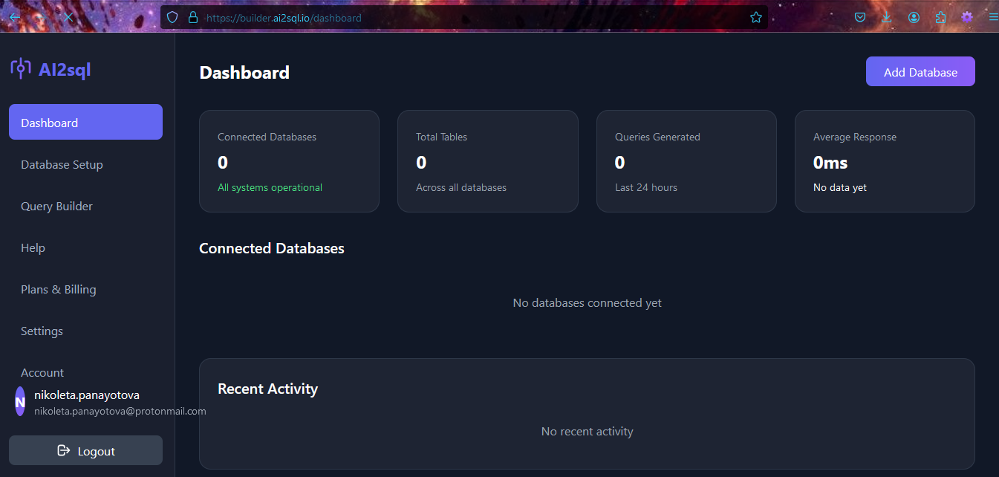 https://builder.ai2sql.io/dashboard
AI2sql
Dashboard
Database Setup
Query Builder
Help
Plans & Billing
Settings
Account
N
nikoleta.panayotova
nikoleta.panayotova@protonmail.com
Logout
Dashboard
Add Database
Connected Databases
0
All systems operational
Total Tables
0
Across all databases
Queries Generated
0
Last 24 hours
Average Response
0ms
No data yet
Connected Databases
No databases connected yet
Recent Activity
No recent activity